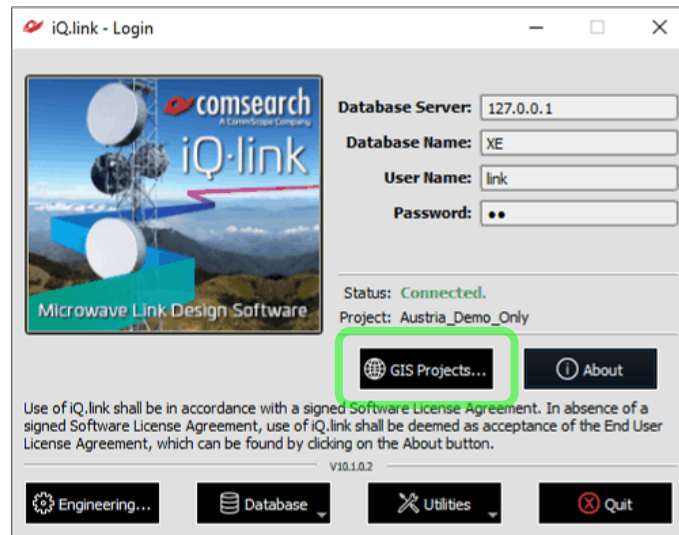 iQ.link - Login
comsearch
A CommScope Company
iQ·link
Microwave Link Design Software
Database Server: 127.0.0.1
Database Name: XE
User Name: link
Password: ●●
Status: Connected.
Project: Austria_Demo_Only
GIS Projects...
About
Use of iQ.link shall be in accordance with a signed Software License Agreement. In absence of a
signed Software License Agreement, use of iQ.link shall be deemed as acceptance of the End User
License Agreement, which can be found by clicking on the About button.
V10.1.0.2
Engineering...
Database
Utilities
Quit